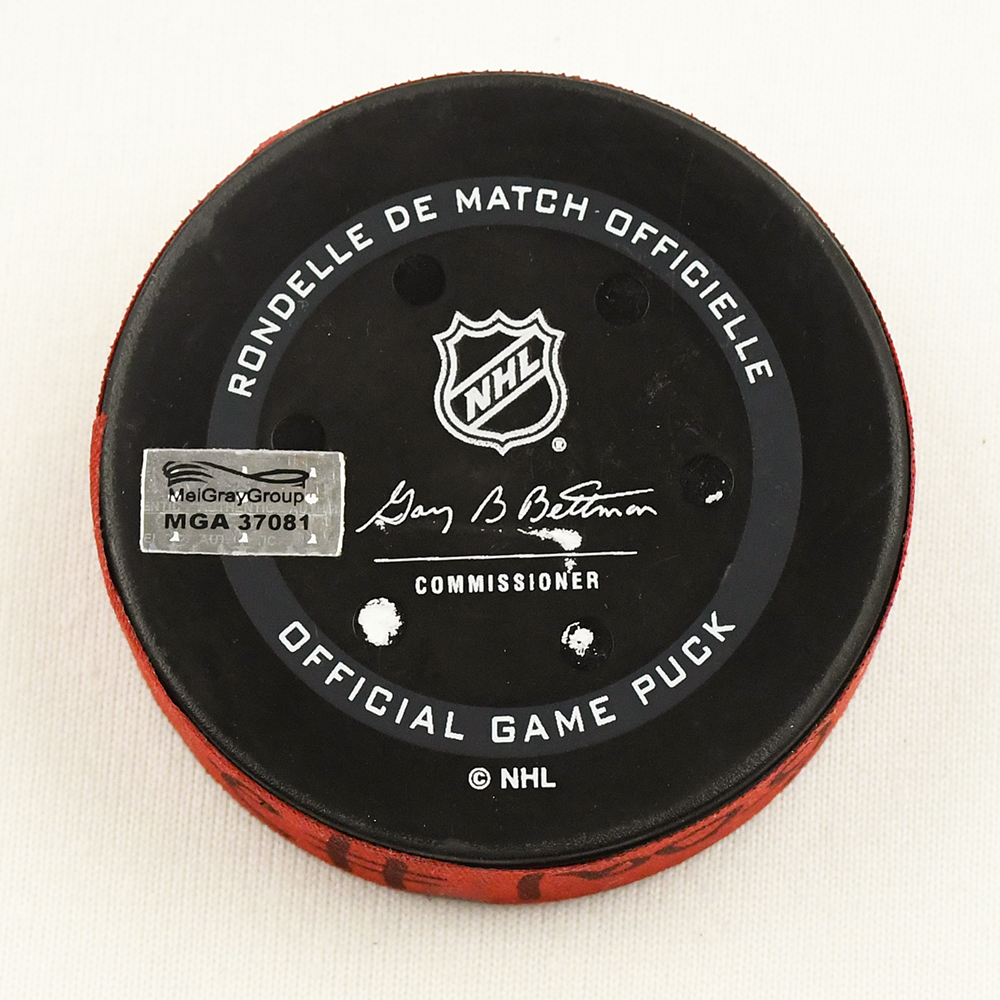 RONDELLE DE MATCH OFFICIELLE
NHL
®
MeiGrayGroup
MGA 37081
Gary B Bettman
COMMISSIONER
OFFICIAL GAME PUCK
© NHL